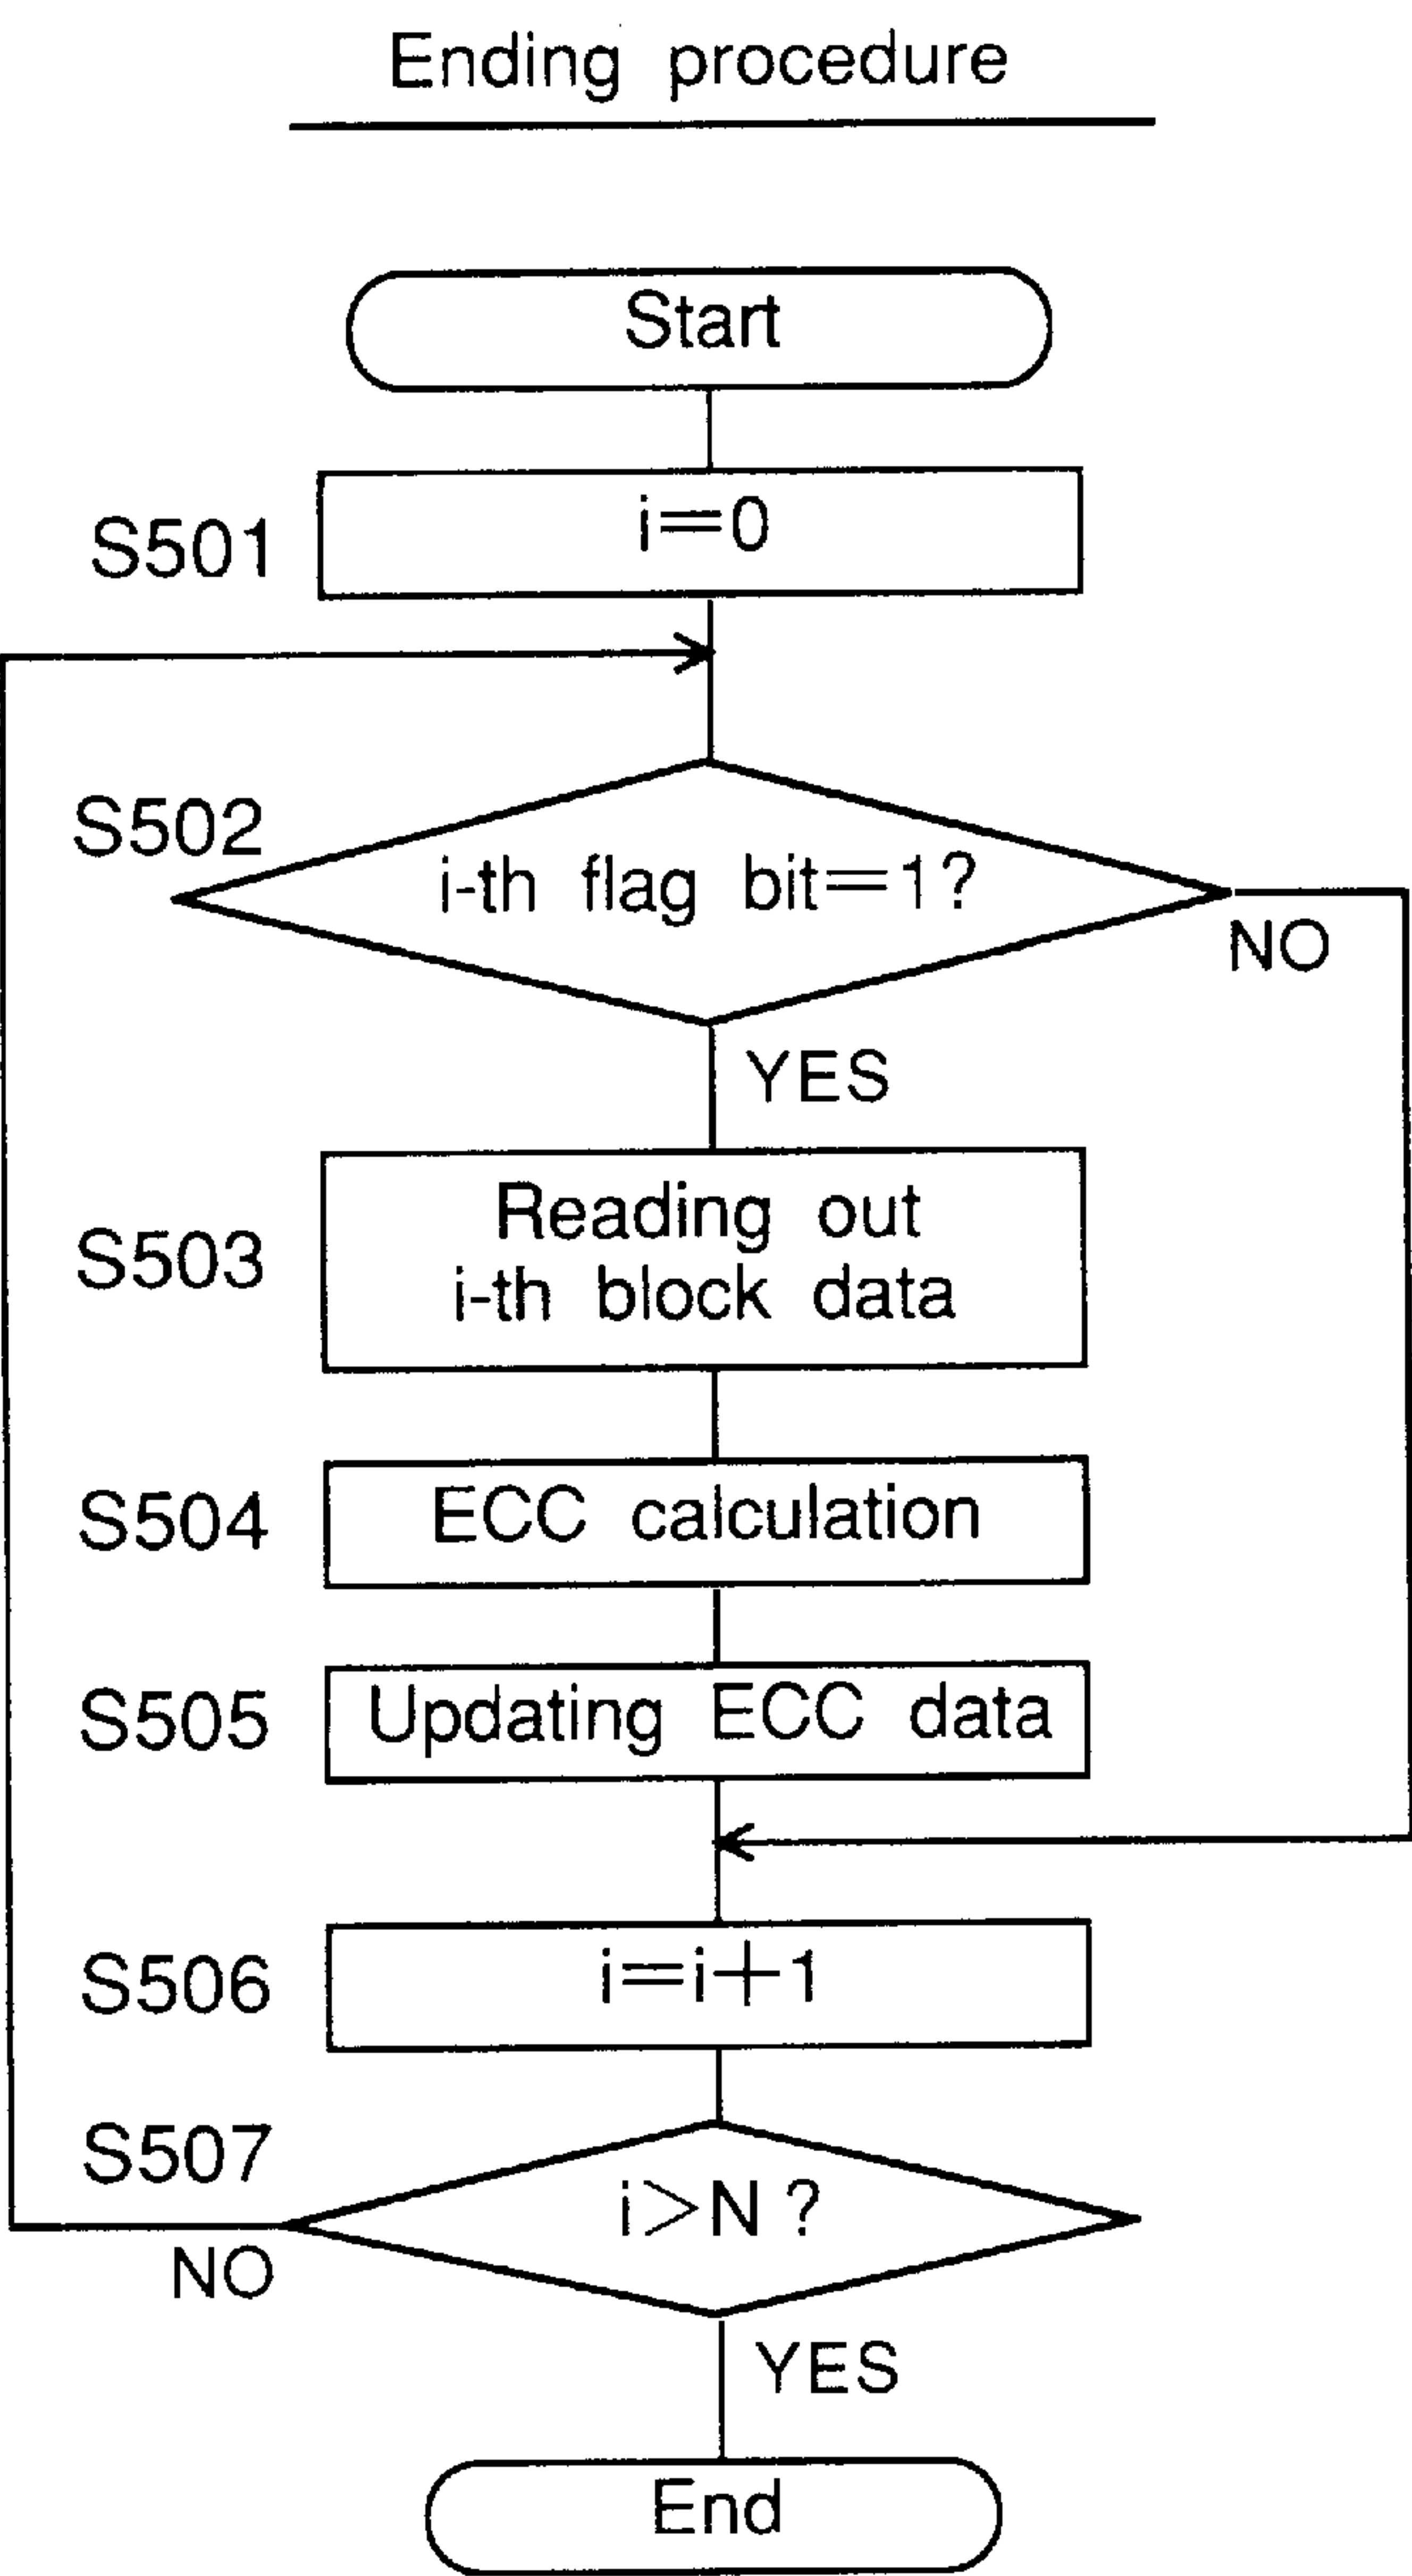 Ending procedure
Start
S501
i=0
S502
i-th flag bit=1?
NO
YES
S503
Reading out
i-th block data
S504
ECC calculation
S505
Updating ECC data
S506
i=i+1
S507
i>N?
NO
YES
End